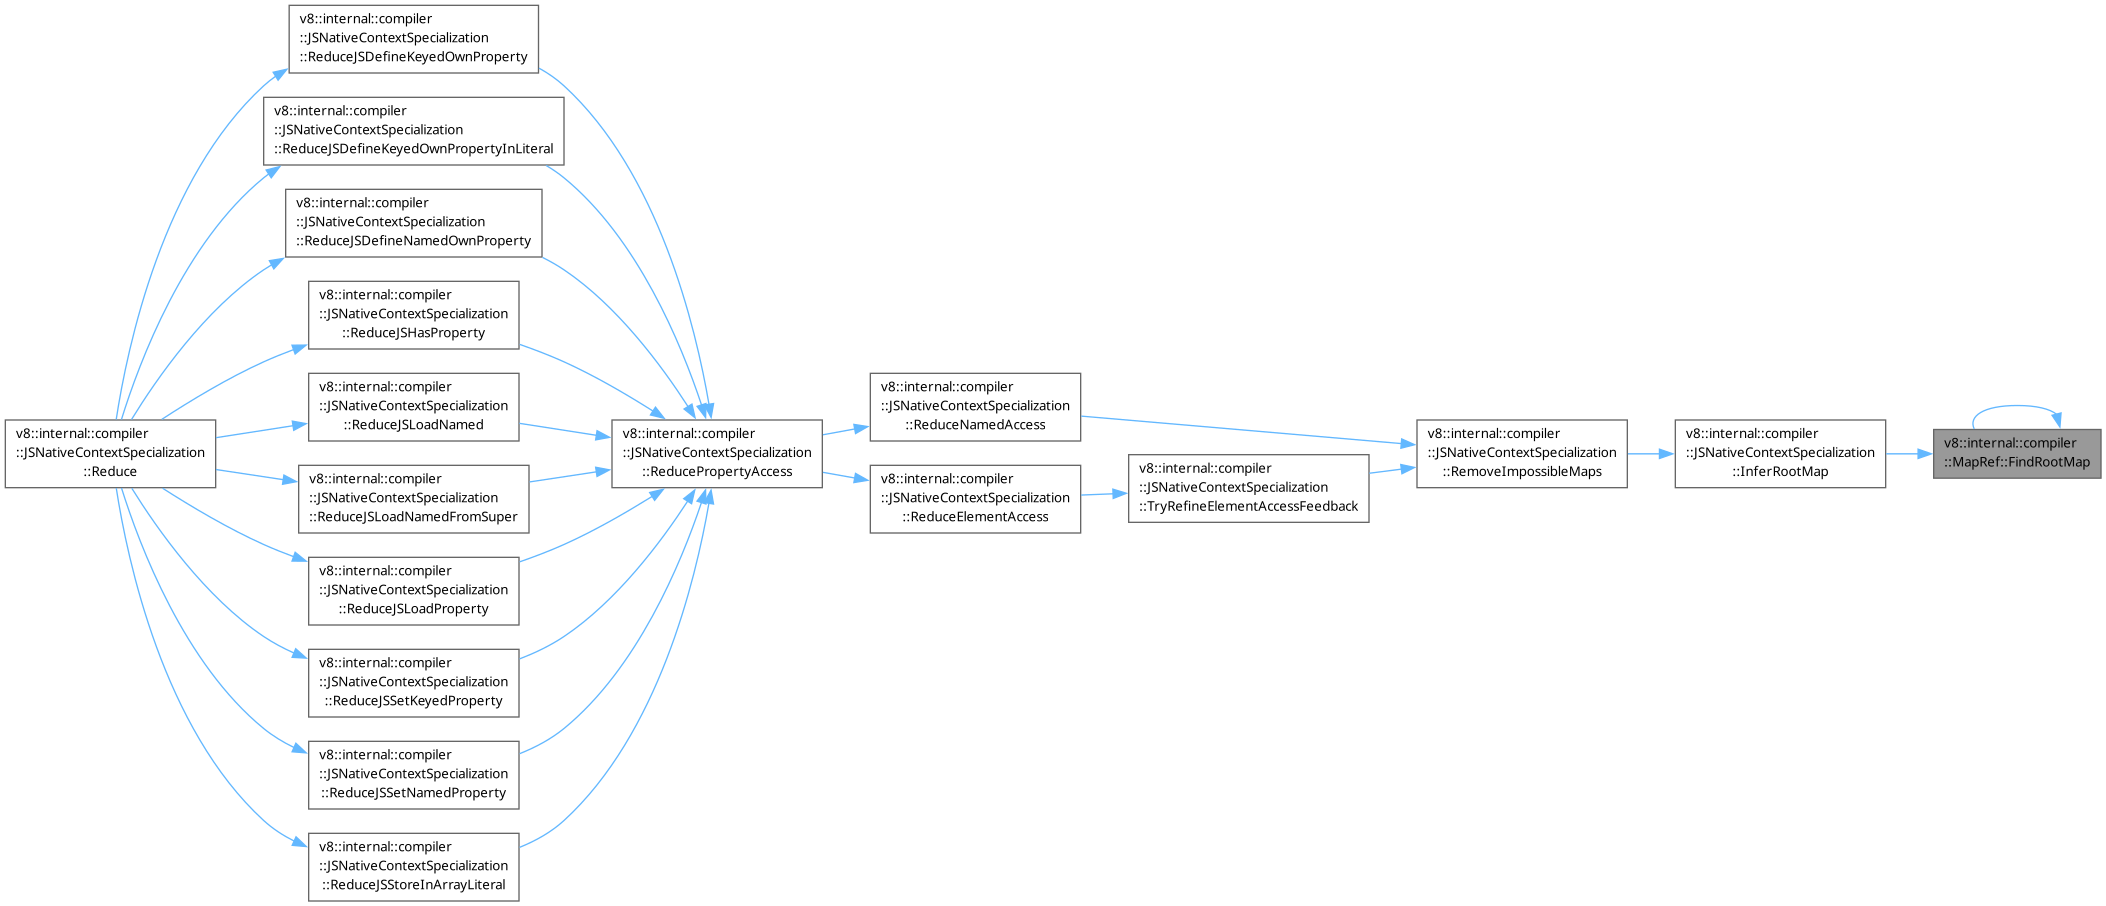 v8::internal::compiler
::JSNativeContextSpecialization
::ReduceJSDefineKeyedOwnProperty
v8::internal::compiler
::JSNativeContextSpecialization
::ReduceJSDefineKeyedOwnPropertyInLiteral
v8::internal::compiler
::JSNativeContextSpecialization
::ReduceJSDefineNamedOwnProperty
v8::internal::compiler
::JSNativeContextSpecialization
::ReduceJSHasProperty
v8::internal::compiler
::JSNativeContextSpecialization
::ReduceJSLoadNamed
v8::internal::compiler
::JSNativeContextSpecialization
::Reduce
v8::internal::compiler
::JSNativeContextSpecialization
::ReduceJSLoadNamedFromSuper
v8::internal::compiler
::JSNativeContextSpecialization
::ReduceJSLoadProperty
v8::internal::compiler
::JSNativeContextSpecialization
::ReduceJSSetKeyedProperty
v8::internal::compiler
::JSNativeContextSpecialization
::ReduceJSSetNamedProperty
v8::internal::compiler
::JSNativeContextSpecialization
::ReduceJSStoreInArrayLiteral
v8::internal::compiler
::JSNativeContextSpecialization
::ReducePropertyAccess
v8::internal::compiler
::JSNativeContextSpecialization
::ReduceNamedAccess
v8::internal::compiler
::JSNativeContextSpecialization
::ReduceElementAccess
v8::internal::compiler
::JSNativeContextSpecialization
::TryRefineElementAccessFeedback
v8::internal::compiler
::JSNativeContextSpecialization
::RemoveImpossibleMaps
v8::internal::compiler
::JSNativeContextSpecialization
::InferRootMap
v8::internal::compiler
::MapRef::FindRootMap